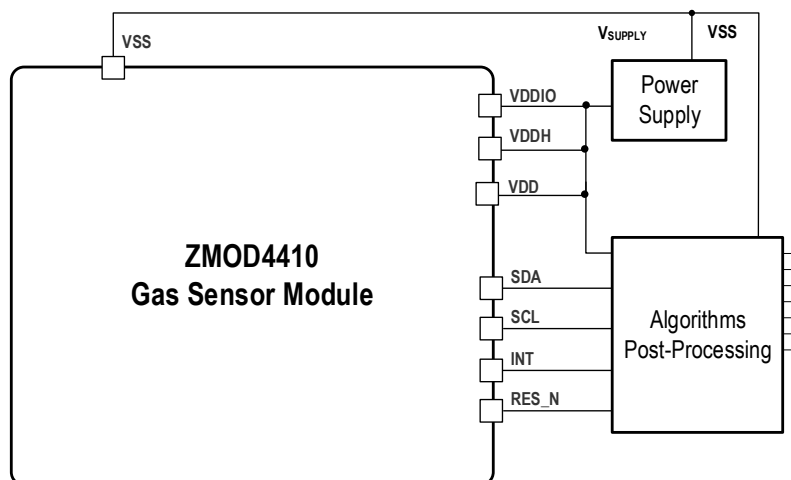 VSS
VSUPPLY
VSS
VDDIO
Power
Supply
VDDH
VDD
ZMOD4410
Gas Sensor Module
SDA
SCL
Algorithms
Post-Processing
INT
RES_N